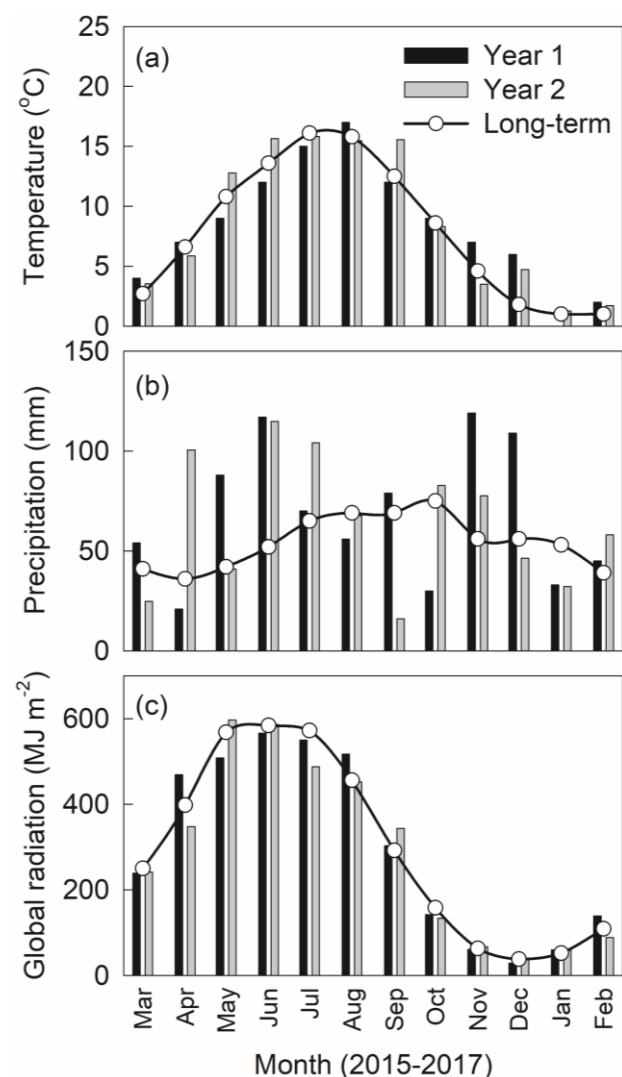 (a)
Year 1
Year 2
Long-term
Temperature (°C)
25
20
15
10
5
0
(b)
Precipitation (mm)
150
100
50
0
(c)
Global radiation (MJ m⁻²)
600
400
200
0
Mar Apr May Jun Jul Aug Sep Oct Nov Dec Jan Feb
Month (2015-2017)